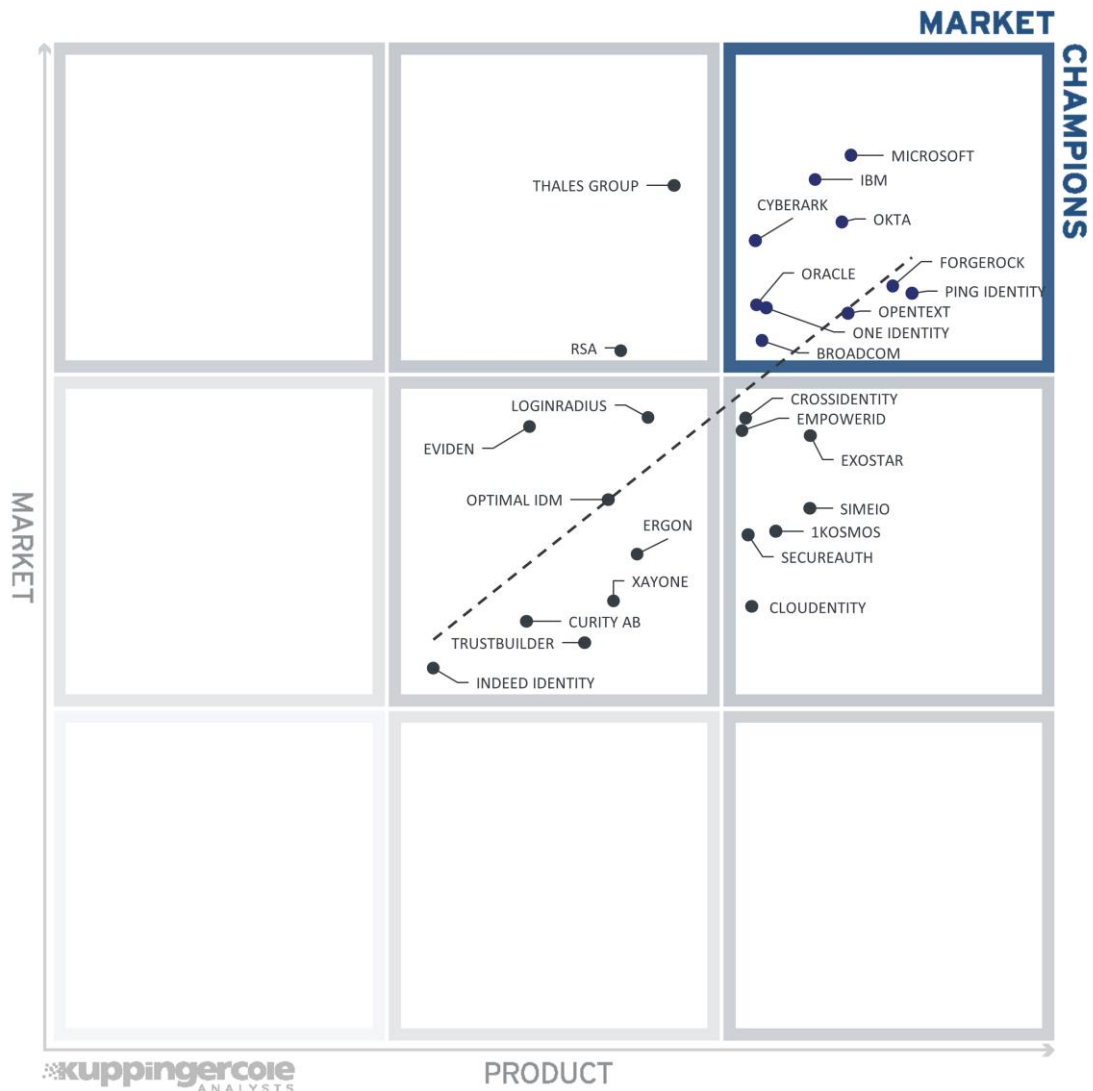 MARKET
CHAMPIONS
MICROSOFT
THALES GROUP
IBM
CYBERARK
OKTA
FORGEROCK
ORACLE
PING IDENTITY
OPENTEXT
ONE IDENTITY
RSA
BROADCOM
CROSSIDENTITY
LOGINRADIUS
EMPOWERID
EVIDEN
EXOSTAR
OPTIMAL IDM
SIMEIO
ERGON
1KOSMOS
SECUREAUTH
XAYONE
CLOUDENTITY
CURITY AB
TRUSTBUILDER
INDEED IDENTITY
MARKET
kuppingercole
ANALYSTS
PRODUCT